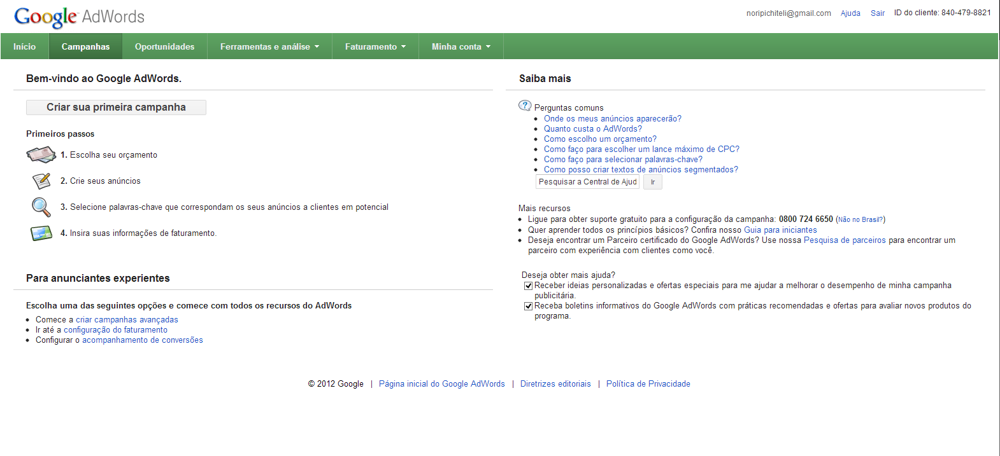 Google AdWords
noripichiteli@gmail.com Ajuda Sair ID do cliente: 840-479-8821
Início Campanhas Oportunidades Ferramentas e análise Faturamento Minha conta
Bem-vindo ao Google AdWords.
Criar sua primeira campanha
Primeiros passos
1. Escolha seu orçamento
2. Crie seus anúncios
3. Selecione palavras-chave que correspondam os seus anúncios a clientes em potencial
4. Insira suas informações de faturamento.
Para anunciantes experientes
Escolha uma das seguintes opções e comece com todos os recursos do AdWords
Comece a criar campanhas avançadas
Ir até a configuração do faturamento
Configurar o acompanhamento de conversões
Saiba mais
? Perguntas comuns
Onde os meus anúncios aparecerão?
Quanto custa o AdWords?
Como escolho um orçamento?
Como faço para escolher um lance máximo de CPC?
Como faço para selecionar palavras-chave?
Como posso criar textos de anúncios segmentados?
Pesquisar a Central de Ajud Ir
Mais recursos
Ligue para obter suporte gratuito para a configuração da campanha: 0800 724 6650 (Não no Brasil?)
Quer aprender todos os princípios básicos? Confira nosso Guia para iniciantes
Deseja encontrar um Parceiro certificado do Google AdWords? Use nossa Pesquisa de parceiros para encontrar um
parceiro com experiência com clientes como você.
Deseja obter mais ajuda?
Receber ideias personalizadas e ofertas especiais para me ajudar a melhorar o desempenho de minha campanha
publicitária.
Receba boletins informativos do Google AdWords com práticas recomendadas e ofertas para avaliar novos produtos do
programa.
© 2012 Google | Página inicial do Google AdWords | Diretrizes editoriais | Política de Privacidade